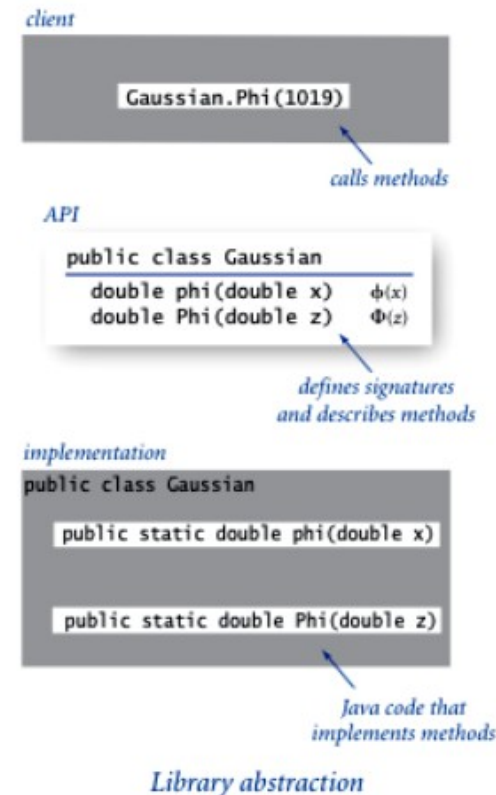 client
Gaussian.Phi(1019)
calls methods
API
public class Gaussian
double phi(double x) ϕ(x)
double Phi(double z) Φ(z)
defines signatures
and describes methods
implementation
public class Gaussian
public static double phi(double x)
public static double Phi(double z)
Java code that
implements methods
Library abstraction